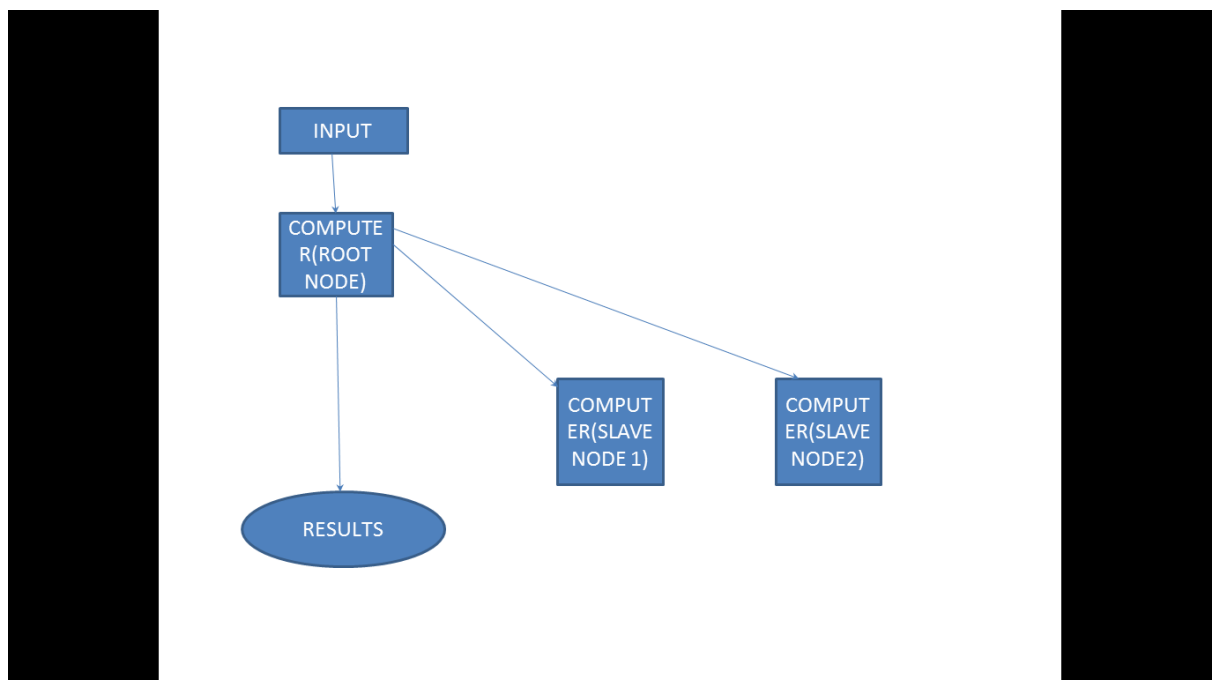 INPUT
COMPUTE
R(ROOT
NODE)
COMPUT
ER(SLAVE
NODE 1)
COMPUT
ER(SLAVE
NODE2)
RESULTS